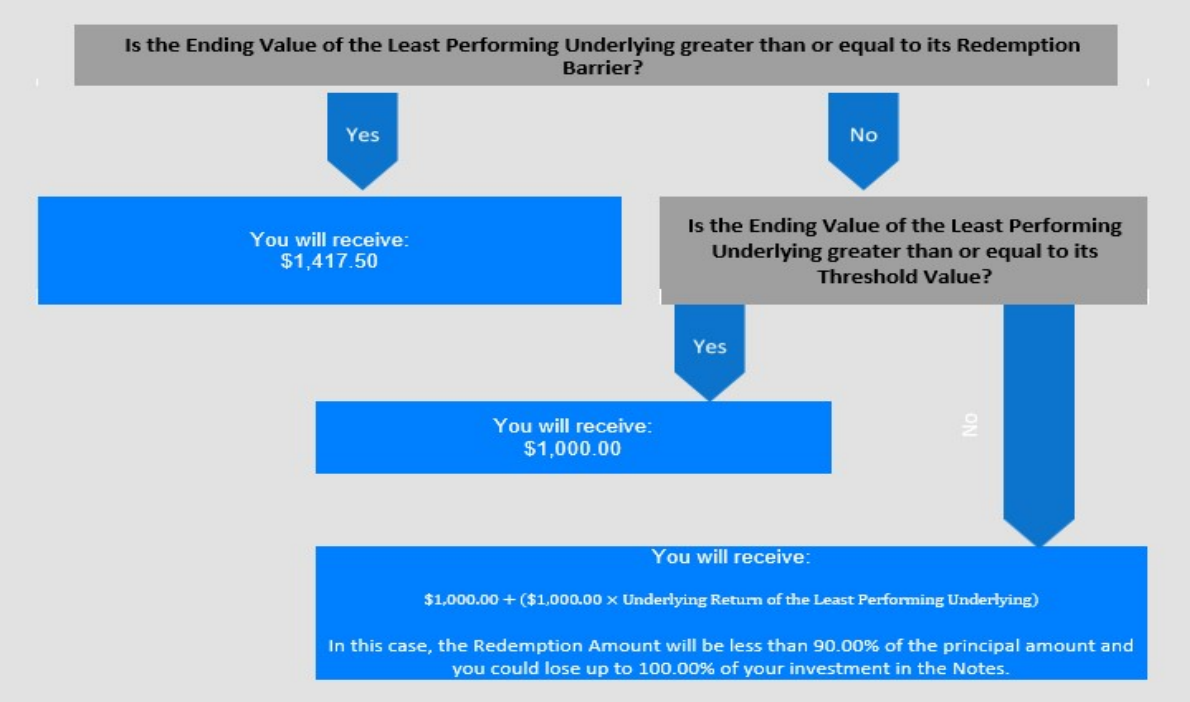 Is the Ending Value of the Least Performing Underlying greater than or equal to its Redemption
Barrier?
Yes
No
You will receive:
$1,417.50
Is the Ending Value of the Least Performing
Underlying greater than or equal to its
Threshold Value?
Yes
You will receive:
$1,000.00
No
You will receive:
$1,000.00 + ($1,000.00 × Underlying Return of the Least Performing Underlying)
In this case, the Redemption Amount will be less than 90.00% of the principal amount and
you could lose up to 100.00% of your investment in the Notes.